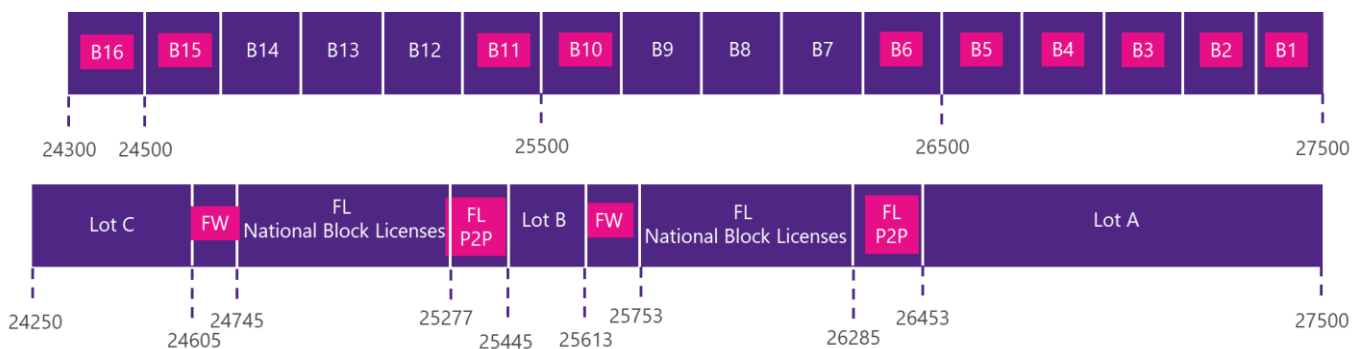 B16 B15 B14 B13 B12 B11 B10 B9 B8 B7 B6 B5 B4 B3 B2 B1
24300 24500 25500 26500 27500
Lot C FW FL National Block Licenses FL P2P Lot B FW FL National Block Licenses FL P2P Lot A
24250 24605 24745 25277 25445 25613 25753 26285 26453 27500